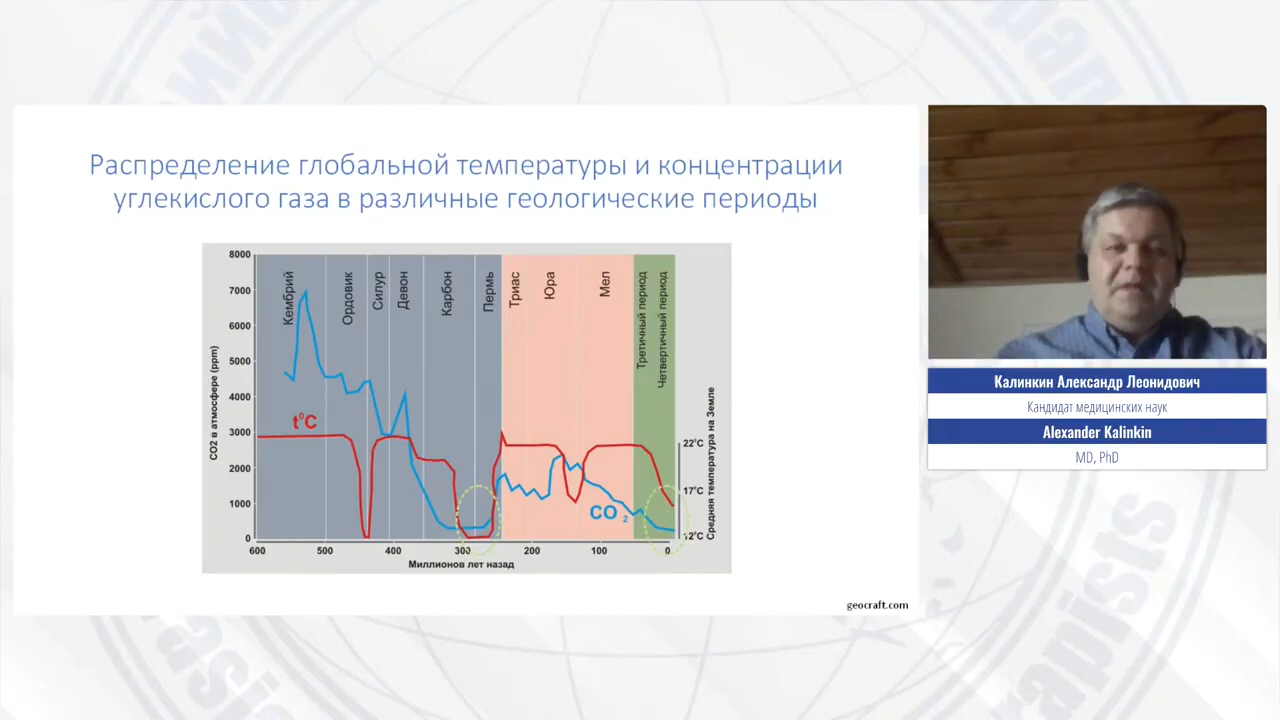 Распределение глобальной температуры и концентрации
углекислого газа в различные геологические периоды
8000
7000
6000
5000
4000
3000
2000
1000
0
CO2 в атмосфере (ppm)
Кембрий
Ордовик
Силур
Девон
Карбон
Пермь
Триас
Юра
Мел
Третичный период
Четвертичный период
t⁰C
CO₂
22°C
17°C
12°C
Средняя температура на Земле
600 500 400 300 200 100 0
Миллионов лет назад
geocraft.com
Калинкин Александр Леонидович
Кандидат медицинских наук
Alexander Kalinkin
MD, PhD